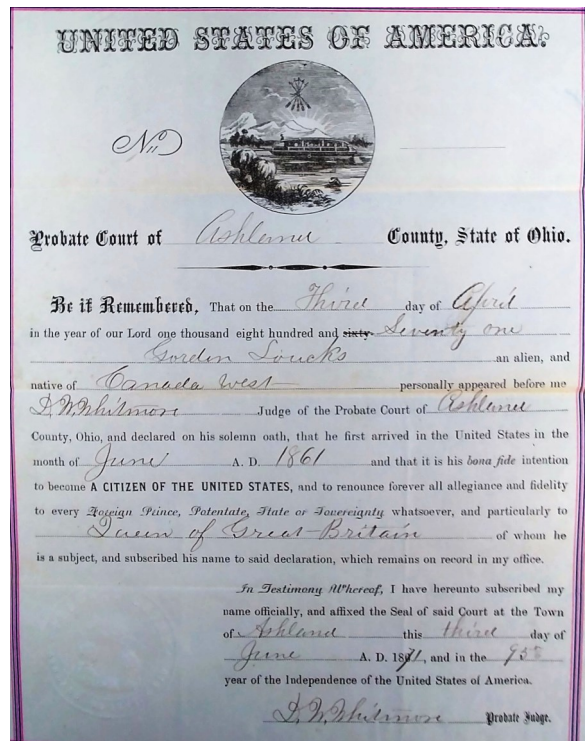 UNITED STATES OF AMERICA.
No
Probate Court of Ashland County, State of Ohio.
Be it Remembered, That on the Third day of April
in the year of our Lord one thousand eight hundred and sixty- Seventy one
Gordin Loucks an alien, and
native of Canada West personally appeared before me
D. W. Whitmore Judge of the Probate Court of Ashland
County, Ohio, and declared on his solemn oath, that he first arrived in the United States in the
month of June A. D. 1861 and that it is his bona fide intention
to become A CITIZEN OF THE UNITED STATES, and to renounce forever all allegiance and fidelity
to every Foreign Prince, Potentate, State or Sovereignty whatsoever, and particularly to
Queen of Great Britain of whom he
is a subject, and subscribed his name to said declaration, which remains on record in my office.
In Testimony Whereof, I have hereunto subscribed my
name officially, and affixed the Seal of said Court at the Town
of Ashland this third day of
June A. D. 1871, and in the
year of the Independence of the United States of America.
D. W. Whitmore Probate Judge.